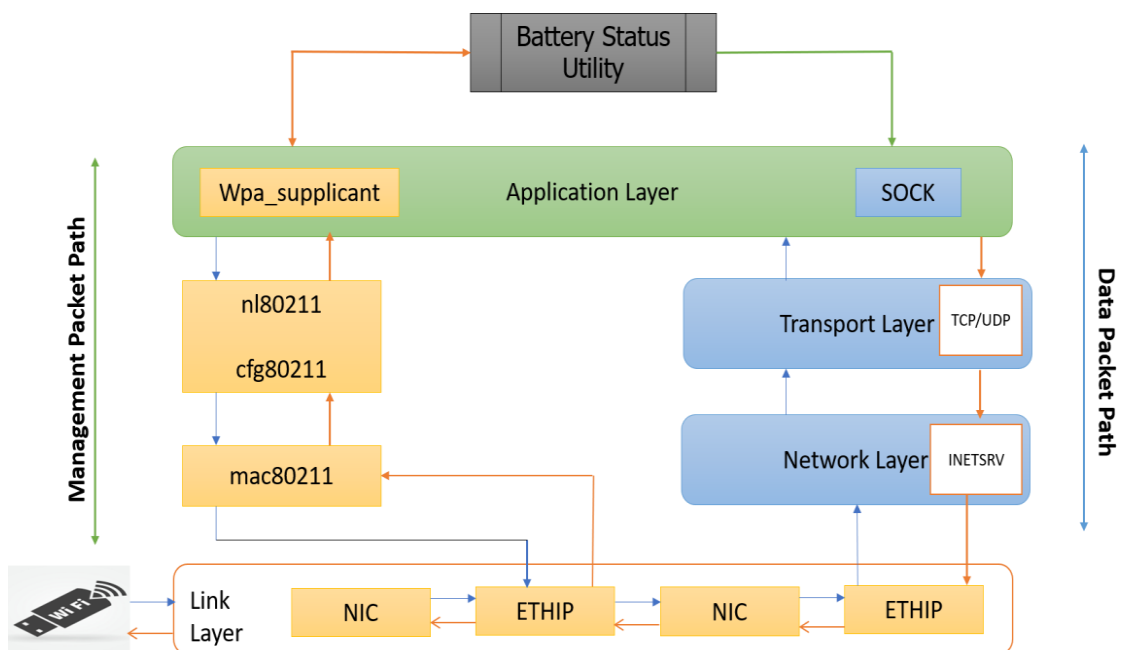 Battery Status
Utility
Management Packet Path
Wpa_supplicant
Application Layer
SOCK
Data Packet Path
nl80211
cfg80211
Transport Layer
TCP/UDP
mac80211
Network Layer
INETSRV
Wi Fi
Link
Layer
NIC
ETHIP
NIC
ETHIP